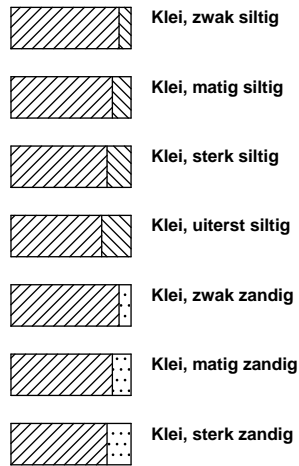 Klei, zwak siltig
Klei, matig siltig
Klei, sterk siltig
Klei, uiterst siltig
Klei, zwak zandig
Klei, matig zandig
Klei, sterk zandig